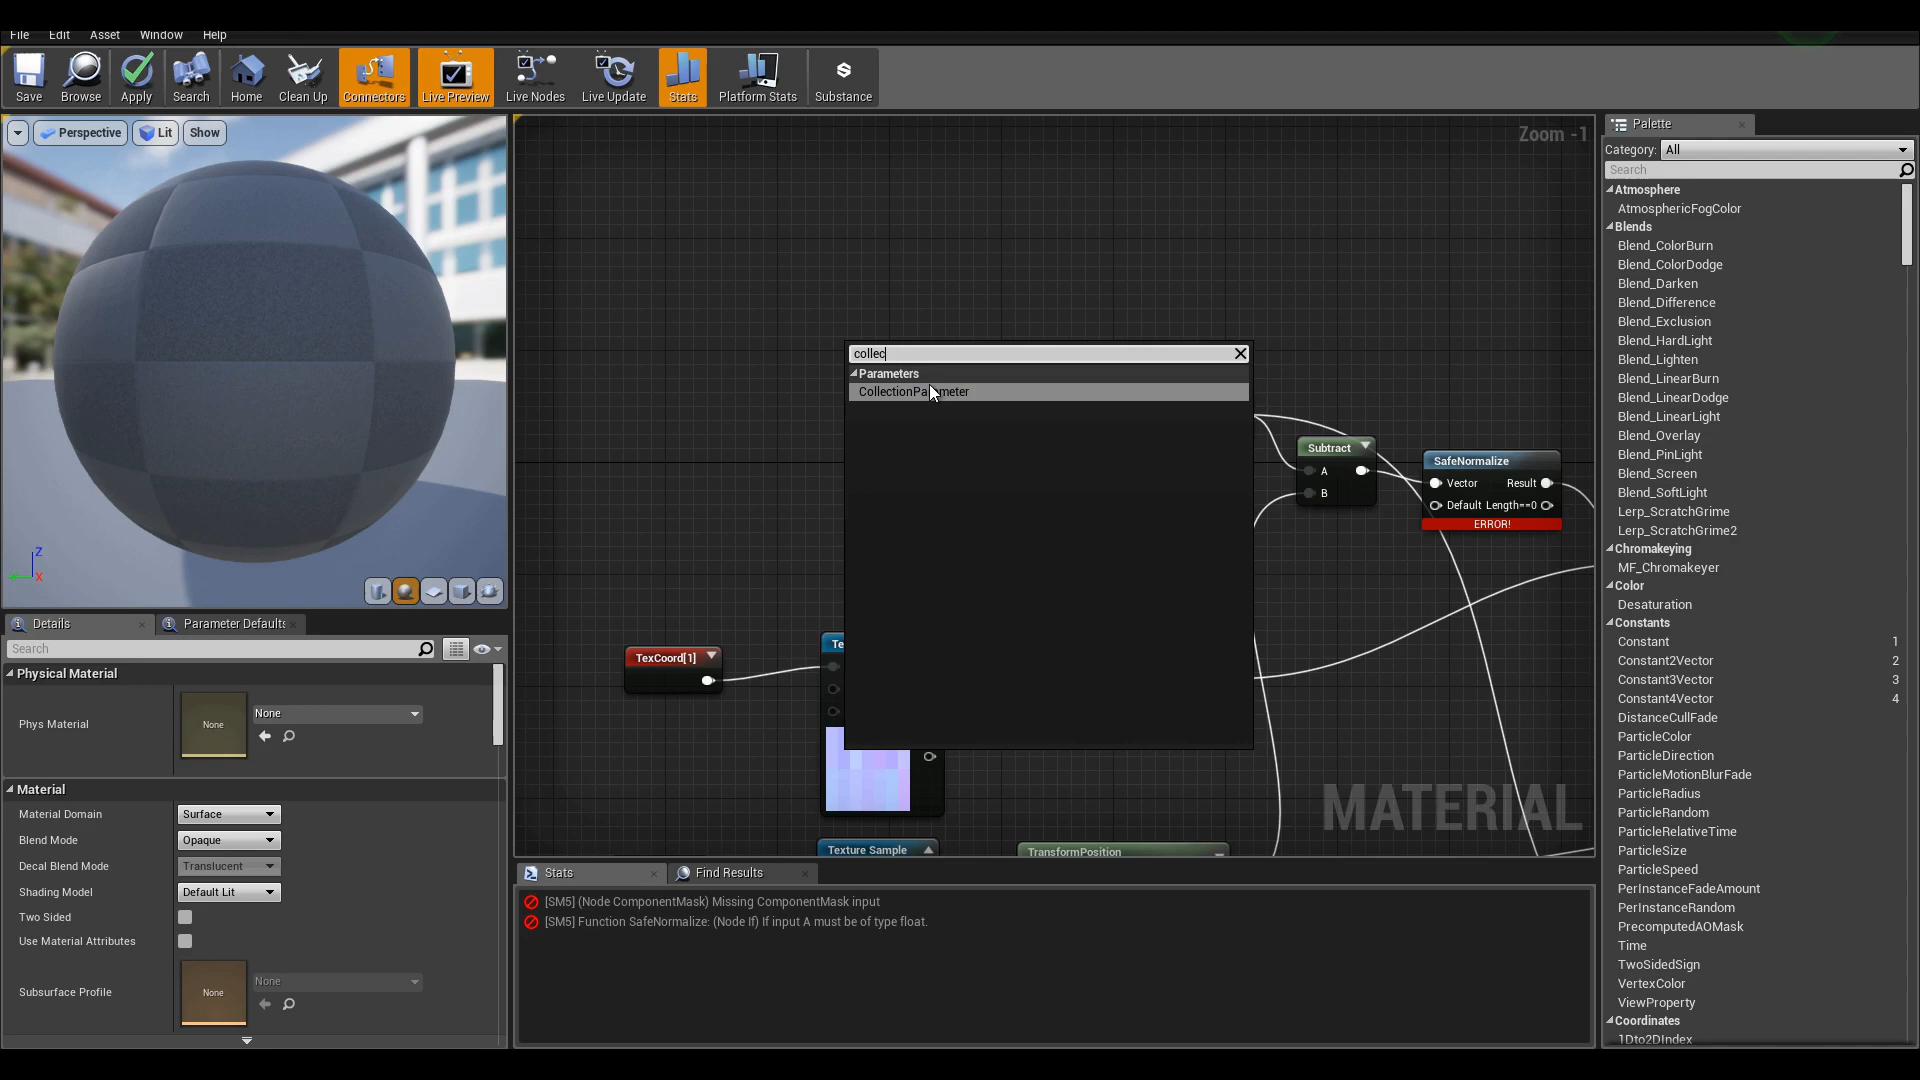 File Edit Asset Window Help
Save Browse Apply Search Home Clean Up Connectors Live Preview Live Nodes Live Update Stats Platform Stats Substance
Perspective Lit Show
Z
X
Details Parameter Defaults
Search
Physical Material
Phys Material None None
Material
Material Domain Surface
Blend Mode Opaque
Decal Blend Mode Translucent
Shading Model Default Lit
Two Sided
Use Material Attributes
Subsurface Profile None None
Zoom -1
collec
Parameters
CollectionParameter
Subtract
A
B
SafeNormalize
Vector Result
Default Length==0
ERROR!
TexCoord[1]
Te
Texture Sample
TransformPosition
MATERIAL
Stats Find Results
[SM5] (Node ComponentMask) Missing ComponentMask input
[SM5] Function SafeNormalize: (Node If) If input A must be of type float.
Palette
Category: All
Search
Atmosphere
AtmosphericFogColor
Blends
Blend_ColorBurn
Blend_ColorDodge
Blend_Darken
Blend_Difference
Blend_Exclusion
Blend_HardLight
Blend_Lighten
Blend_LinearBurn
Blend_LinearDodge
Blend_LinearLight
Blend_Overlay
Blend_PinLight
Blend_Screen
Blend_SoftLight
Lerp_ScratchGrime
Lerp_ScratchGrime2
Chromakeying
MF_Chromakeyer
Color
Desaturation
Constants
Constant 1
Constant2Vector 2
Constant3Vector 3
Constant4Vector 4
DistanceCullFade
ParticleColor
ParticleDirection
ParticleMotionBlurFade
ParticleRadius
ParticleRandom
ParticleRelativeTime
ParticleSize
ParticleSpeed
PerInstanceFadeAmount
PerInstanceRandom
PrecomputedAOMask
Time
TwoSidedSign
VertexColor
ViewProperty
Coordinates
1Dto2DIndex